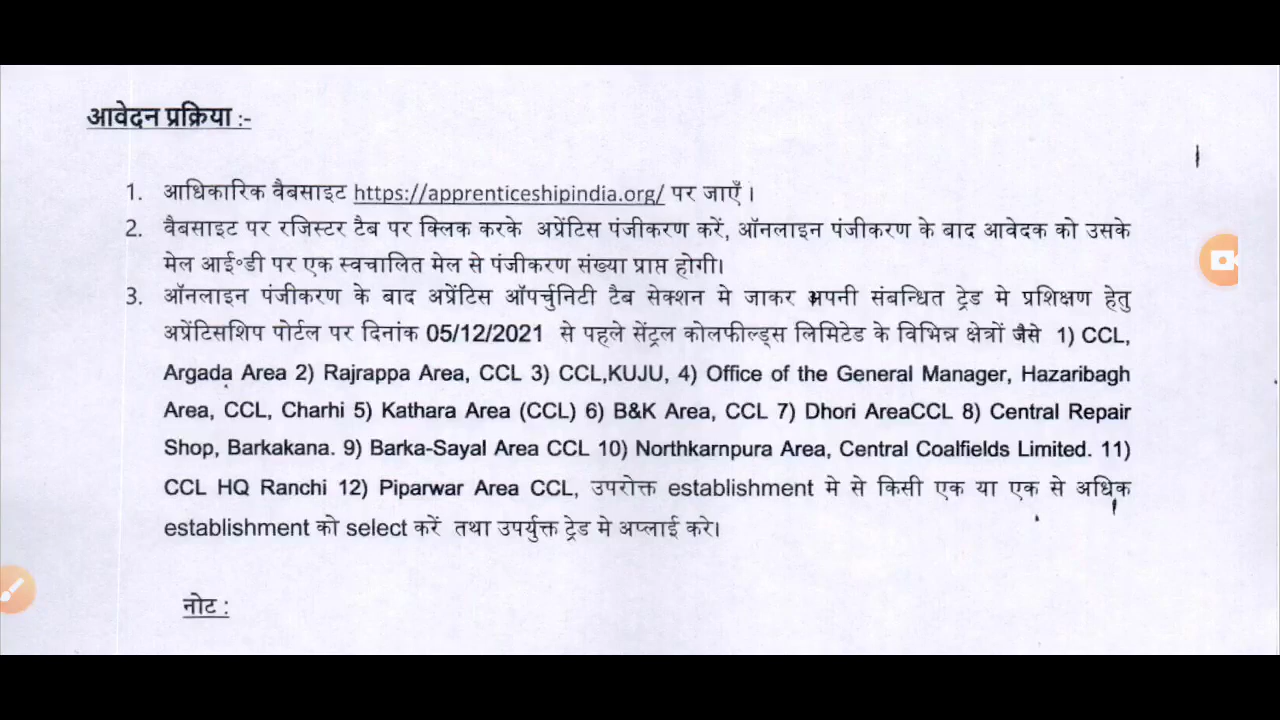 आवेदन प्रक्रिया :-
1. आधिकारिक वैबसाइट https://apprenticeshipindia.org/ पर जाएँ ।
2. वैबसाइट पर रजिस्टर टैब पर क्लिक करके अप्रेंटिस पंजीकरण करें, ऑनलाइन पंजीकरण के बाद आवेदक को उसके
मेल आई॰डी पर एक स्वचालित मेल से पंजीकरण संख्या प्राप्त होगी।
3. ऑनलाइन पंजीकरण के बाद अप्रेंटिस ऑपर्चुनिटी टैब सेक्शन मे जाकर अपनी संबन्धित ट्रेड मे प्रशिक्षण हेतु
अप्रेंटिसशिप पोर्टल पर दिनांक 05/12/2021 से पहले सेंट्रल कोलफील्ड्स लिमिटेड के विभिन्न क्षेत्रों जैसे 1) CCL,
Argada Area 2) Rajrappa Area, CCL 3) CCL,KUJU, 4) Office of the General Manager, Hazaribagh
Area, CCL, Charhi 5) Kathara Area (CCL) 6) B&K Area, CCL 7) Dhori AreaCCL 8) Central Repair
Shop, Barkakana. 9) Barka-Sayal Area CCL 10) Northkarnpura Area, Central Coalfields Limited. 11)
CCL HQ Ranchi 12) Piparwar Area CCL, उपरोक्त establishment मे से किसी एक या एक से अधिक
establishment को select करें तथा उपर्युक्त ट्रेड मे अप्लाई करे।
नोट :